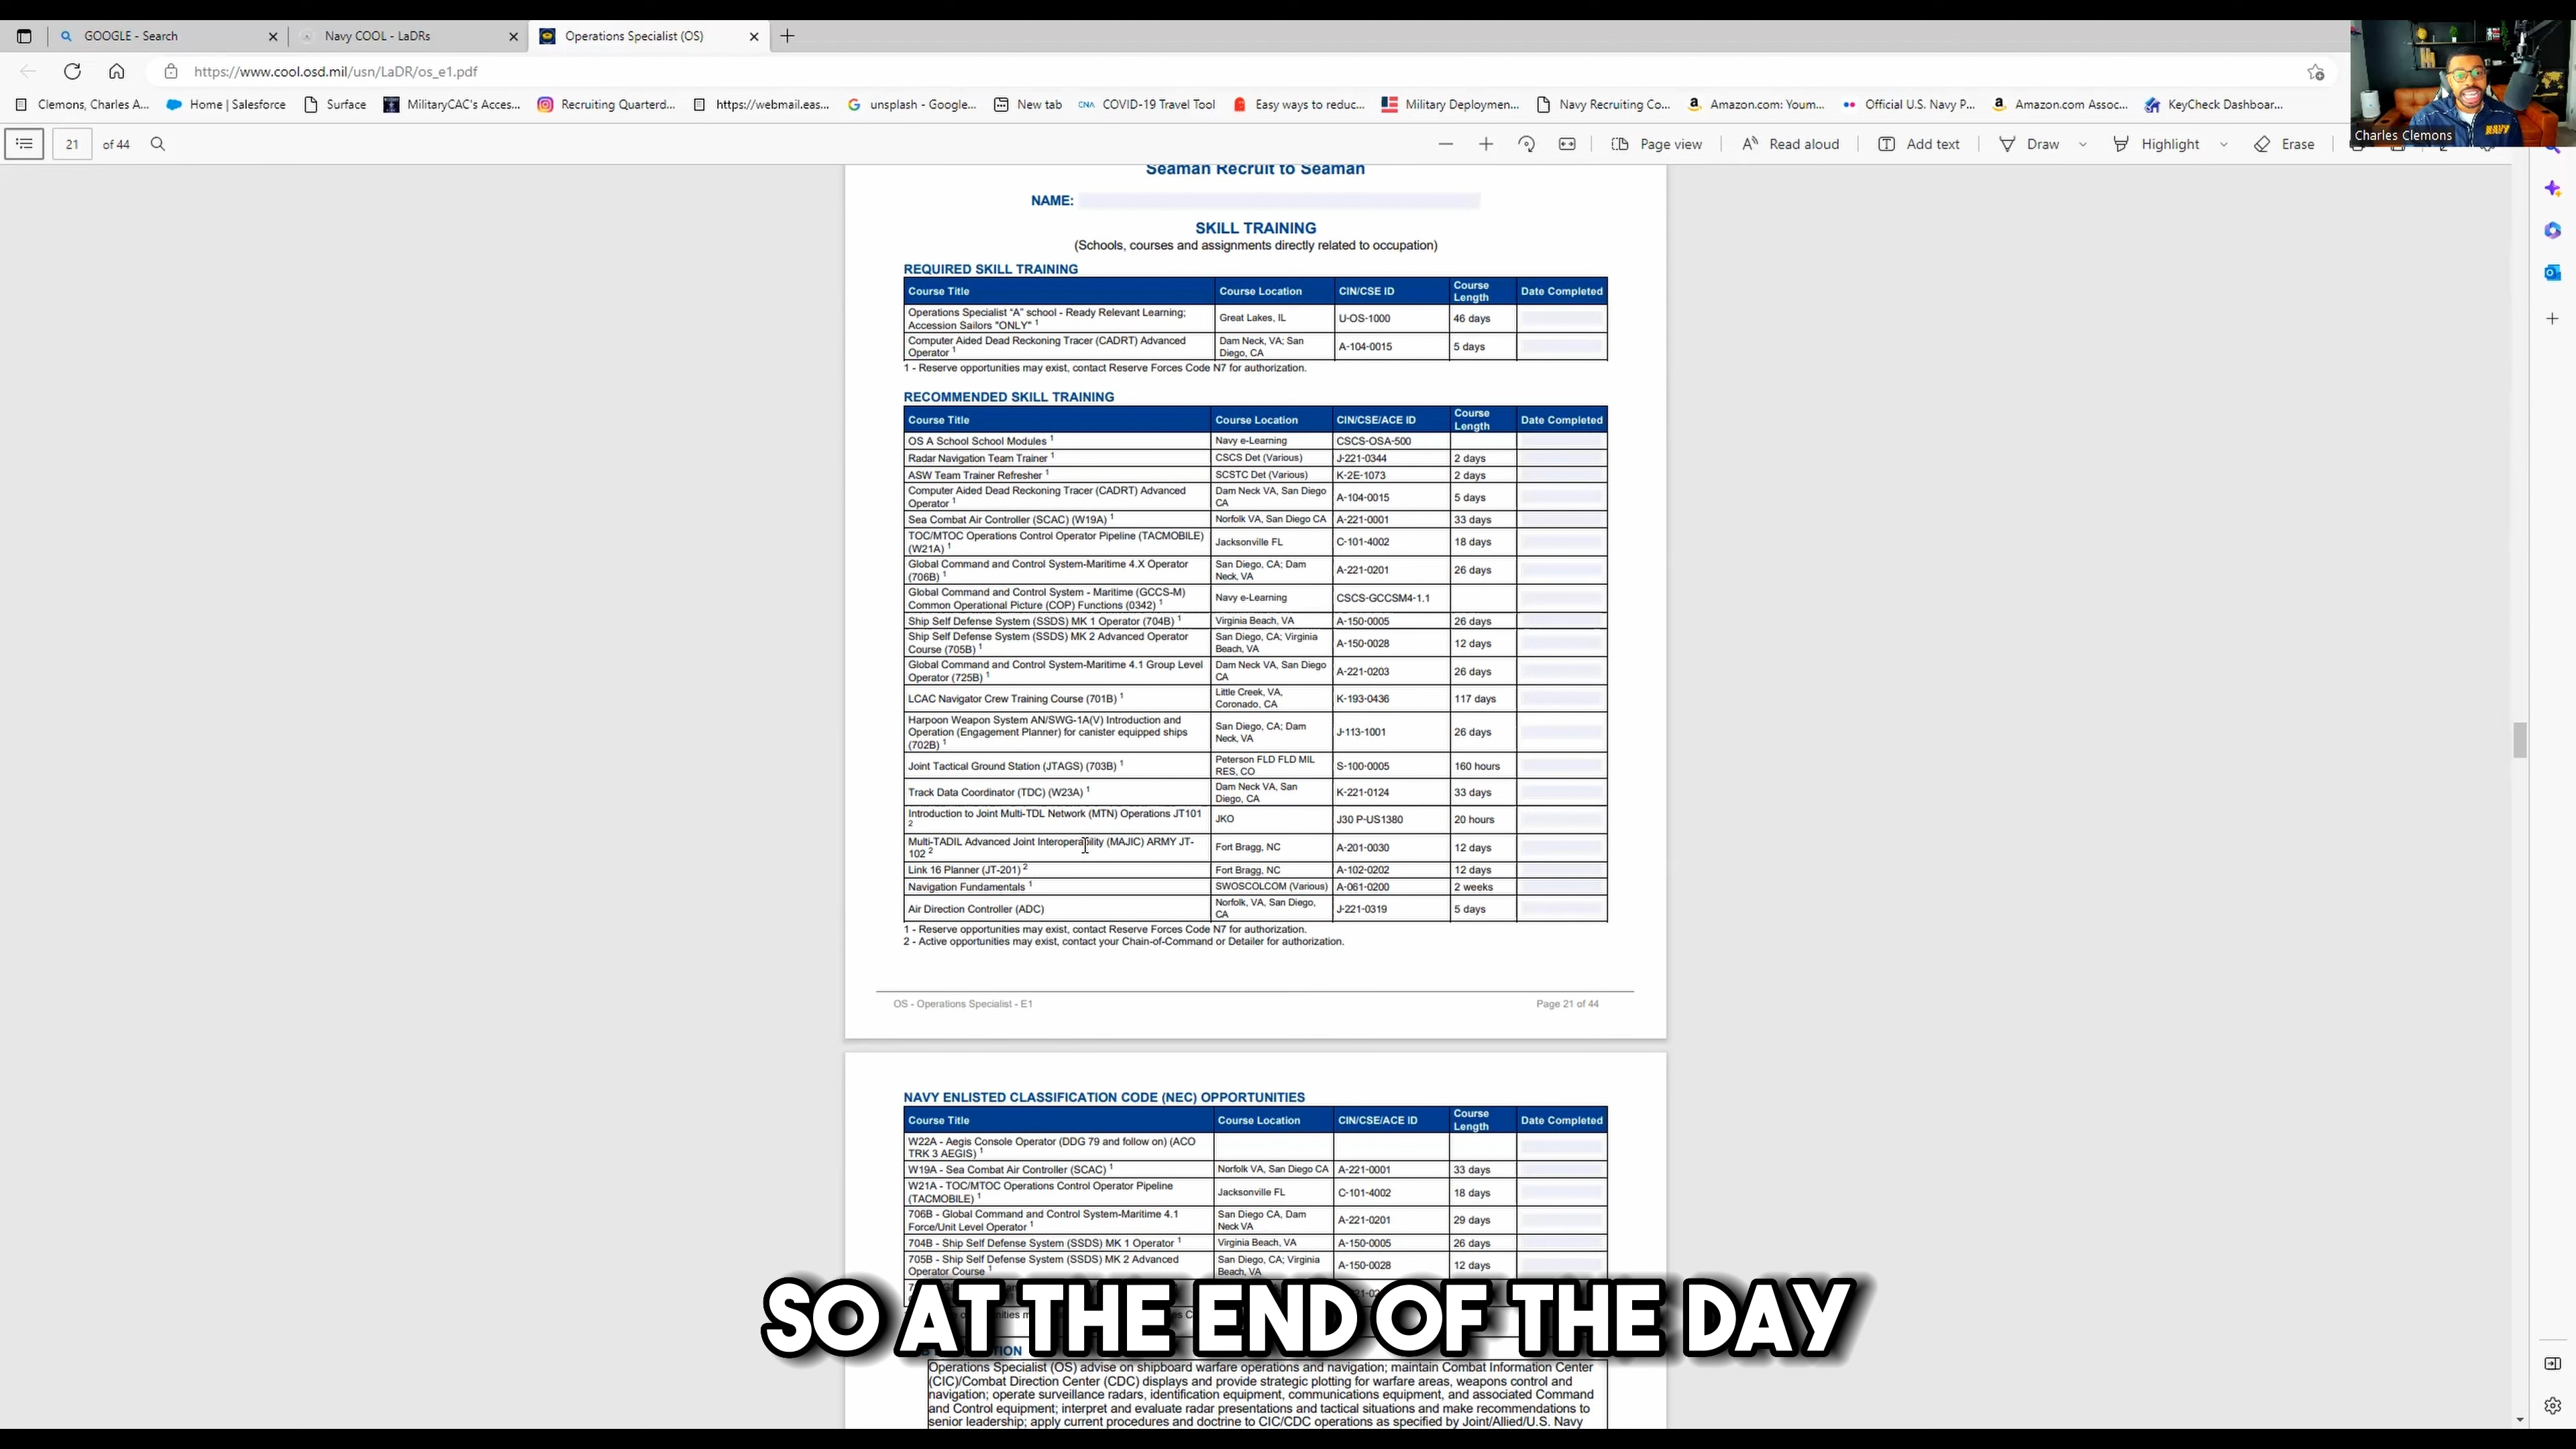 GOOGLE - Search
Navy COOL - LaDRs
Operations Specialist (OS)
https://www.cool.osd.mil/usn/LaDR/os_e1.pdf
Clemons, Charles A...
Home | Salesforce
Surface
MilitaryCAC's Acces...
Recruiting Quarterd...
https://webmail.eas...
unsplash - Google...
New tab
CNA COVID-19 Travel Tool
Easy ways to reduc...
Military Deploymen...
Navy Recruiting Co...
Amazon.com: Youm...
Official U.S. Navy P...
Amazon.com Assoc...
KeyCheck Dashboar...
Charles Clemons
NAVY
21 of 44
Page view
Read aloud
Add text
Draw
Highlight
Erase
Seaman Recruit to Seaman
NAME:
SKILL TRAINING
(Schools, courses and assignments directly related to occupation)
REQUIRED SKILL TRAINING
Course Title Course Location CIN/CSE ID Course Length Date Completed
Operations Specialist "A" school - Ready Relevant Learning; Accession Sailors "ONLY" 1 Great Lakes, IL U-OS-1000 46 days
Computer Aided Dead Reckoning Tracer (CADRT) Advanced Operator 1 Dam Neck, VA; San Diego, CA A-104-0015 5 days
1 - Reserve opportunities may exist, contact Reserve Forces Code N7 for authorization.
RECOMMENDED SKILL TRAINING
Course Title Course Location CIN/CSE/ACE ID Course Length Date Completed
OS A School School Modules 1 Navy e-Learning CSCS-OSA-500
Radar Navigation Team Trainer 1 CSCS Det (Various) J-221-0344 2 days
ASW Team Trainer Refresher 1 SCSTC Det (Various) K-2E-1073 2 days
Computer Aided Dead Reckoning Tracer (CADRT) Advanced Operator 1 Dam Neck VA, San Diego CA A-104-0015 5 days
Sea Combat Air Controller (SCAC) (W19A) 1 Norfolk VA, San Diego CA A-221-0001 33 days
TOC/MTOC Operations Control Operator Pipeline (TACMOBILE) (W21A) 1 Jacksonville FL C-101-4002 18 days
Global Command and Control System-Maritime 4.X Operator (706B) 1 San Diego, CA; Dam Neck, VA A-221-0201 26 days
Global Command and Control System - Maritime (GCCS-M) Common Operational Picture (COP) Functions (0342) 1 Navy e-Learning CSCS-GCCSM4-1.1
Ship Self Defense System (SSDS) MK 1 Operator (704B) 1 Virginia Beach, VA A-150-0005 26 days
Ship Self Defense System (SSDS) MK 2 Advanced Operator Course (705B) 1 San Diego, CA; Virginia Beach, VA A-150-0028 12 days
Global Command and Control System-Maritime 4.1 Group Level Operator (725B) 1 Dam Neck VA, San Diego CA A-221-0203 26 days
LCAC Navigator Crew Training Course (701B) 1 Little Creek, VA, Coronado, CA K-193-0436 117 days
Harpoon Weapon System AN/SWG-1A(V) Introduction and Operation (Engagement Planner) for canister equipped ships (702B) 1 San Diego, CA; Dam Neck, VA J-113-1001 26 days
Joint Tactical Ground Station (JTAGS) (703B) 1 Peterson FLD FLD MIL RES, CO S-100-0005 160 hours
Track Data Coordinator (TDC) (W23A) 1 Dam Neck VA, San Diego, CA K-221-0124 33 days
Introduction to Joint Multi-TDL Network (MTN) Operations JT101 2 JKO J30 P-US1380 20 hours
Multi-TADIL Advanced Joint Interoperability (MAJIC) ARMY JT-102 2 Fort Bragg, NC A-201-0030 12 days
Link 16 Planner (JT-201) 2 Fort Bragg, NC A-102-0202 12 days
Navigation Fundamentals 1 SWOSCOLCOM (Various) A-061-0200 2 weeks
Air Direction Controller (ADC) Norfolk, VA, San Diego, CA J-221-0319 5 days
1 - Reserve opportunities may exist, contact Reserve Forces Code N7 for authorization.
2 - Active opportunities may exist, contact your Chain-of-Command or Detailer for authorization.
OS - Operations Specialist - E1 Page 21 of 44
NAVY ENLISTED CLASSIFICATION CODE (NEC) OPPORTUNITIES
Course Title Course Location CIN/CSE/ACE ID Course Length Date Completed
W22A - Aegis Console Operator (DDG 79 and follow on) (ACO TRK 3 AEGIS) 1
W19A - Sea Combat Air Controller (SCAC) 1 Norfolk VA, San Diego CA A-221-0001 33 days
W21A - TOC/MTOC Operations Control Operator Pipeline (TACMOBILE) 1 Jacksonville FL C-101-4002 18 days
706B - Global Command and Control System-Maritime 4.1 Force/Unit Level Operator 1 San Diego CA, Dam Neck VA A-221-0201 29 days
704B - Ship Self Defense System (SSDS) MK 1 Operator 1 Virginia Beach, VA A-150-0005 26 days
705B - Ship Self Defense System (SSDS) MK 2 Advanced Operator Course 1 San Diego, CA; Virginia Beach, VA A-150-0028 12 days
SO AT THE END OF THE DAY
Operations Specialist (OS) advise on shipboard warfare operations and navigation; maintain Combat Information Center
(CIC)/Combat Direction Center (CDC) displays and provide strategic plotting for warfare areas, weapons control and
navigation; operate surveillance radars, identification equipment, communications equipment, and associated Command
and Control equipment; interpret and evaluate radar presentations and tactical situations and make recommendations to
senior leadership; apply current procedures and doctrine to CIC/CDC operations as specified by Joint/Allied/U.S. Navy